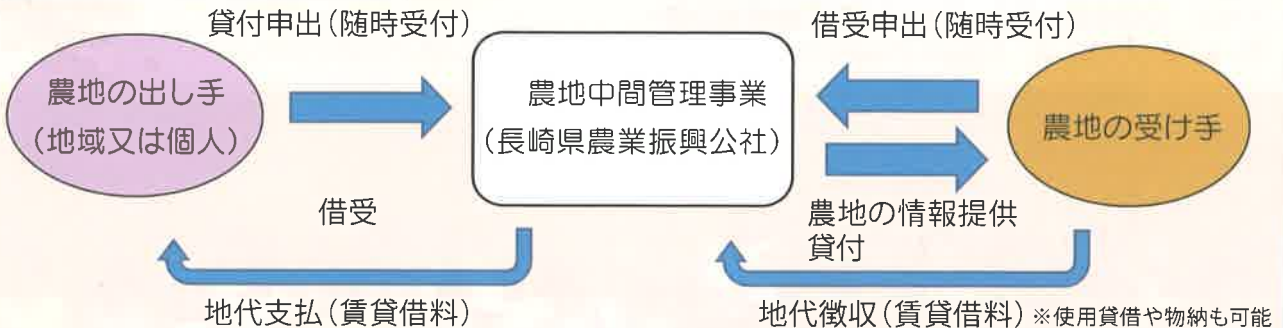 貸付申出(随時受付)
借受申出(随時受付)
農地の出し手
(地域又は個人)
農地中間管理事業
(長崎県農業振興公社)
農地の受け手
借受
農地の情報提供
貸付
地代支払(賃貸借料)
地代徴収(賃貸借料)※使用貸借や物納も可能